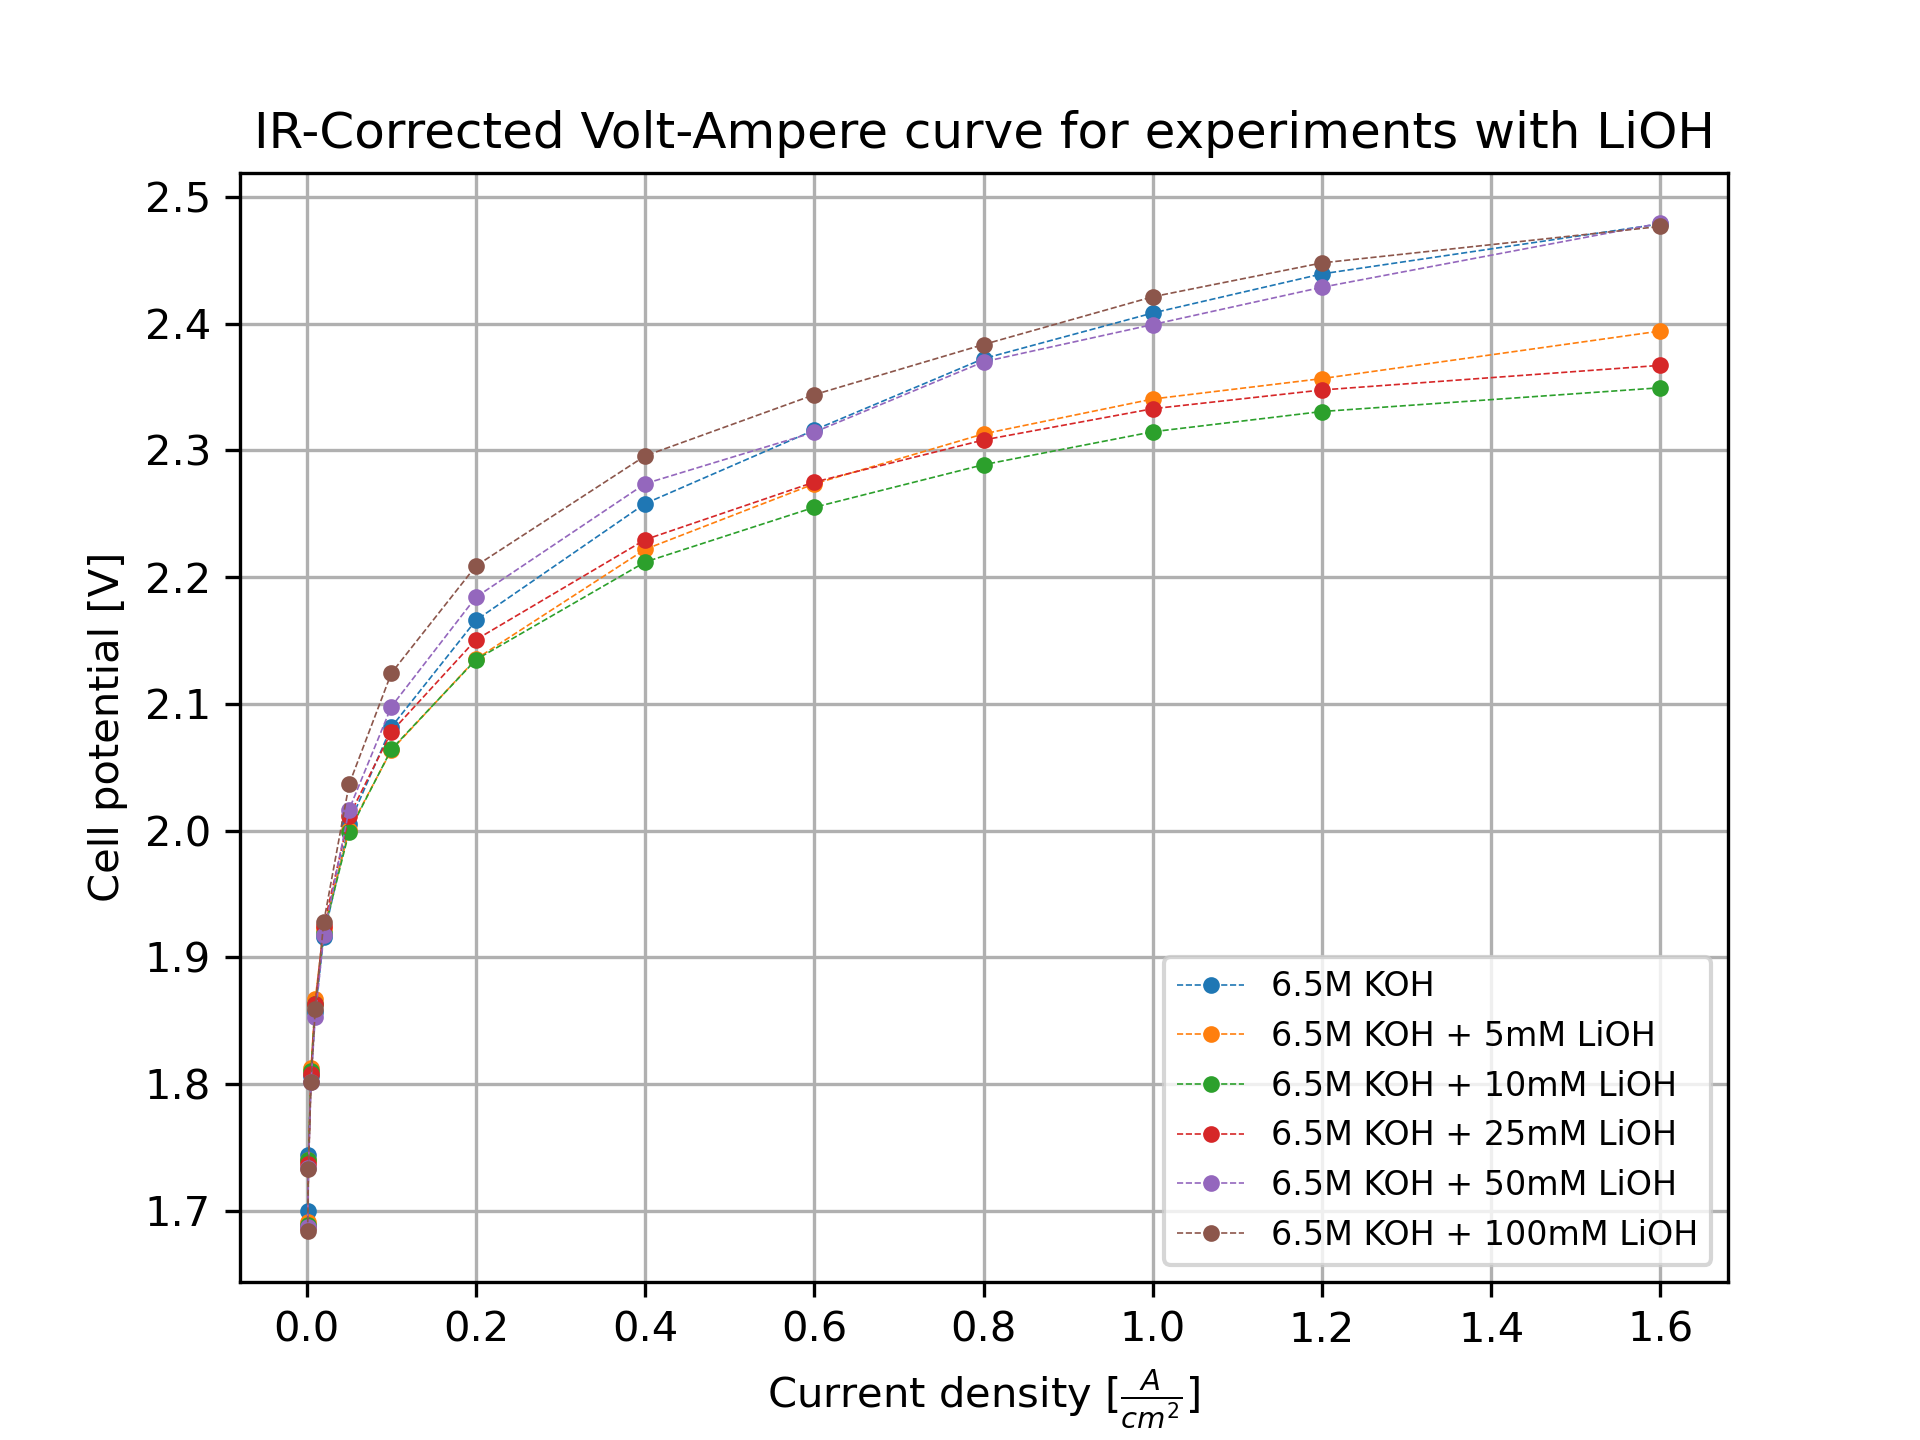 IR-Corrected Volt-Ampere curve for experiments with LiOH
2.5
2.4
2.3
2.2
2.1
2.0
1.9
1.8
1.7
Cell potential [V]
6.5M KOH
6.5M KOH + 5mM LiOH
6.5M KOH + 10mM LiOH
6.5M KOH + 25mM LiOH
6.5M KOH + 50mM LiOH
6.5M KOH + 100mM LiOH
0.0 0.2 0.4 0.6 0.8 1.0 1.2 1.4 1.6
Current density [A/cm²]